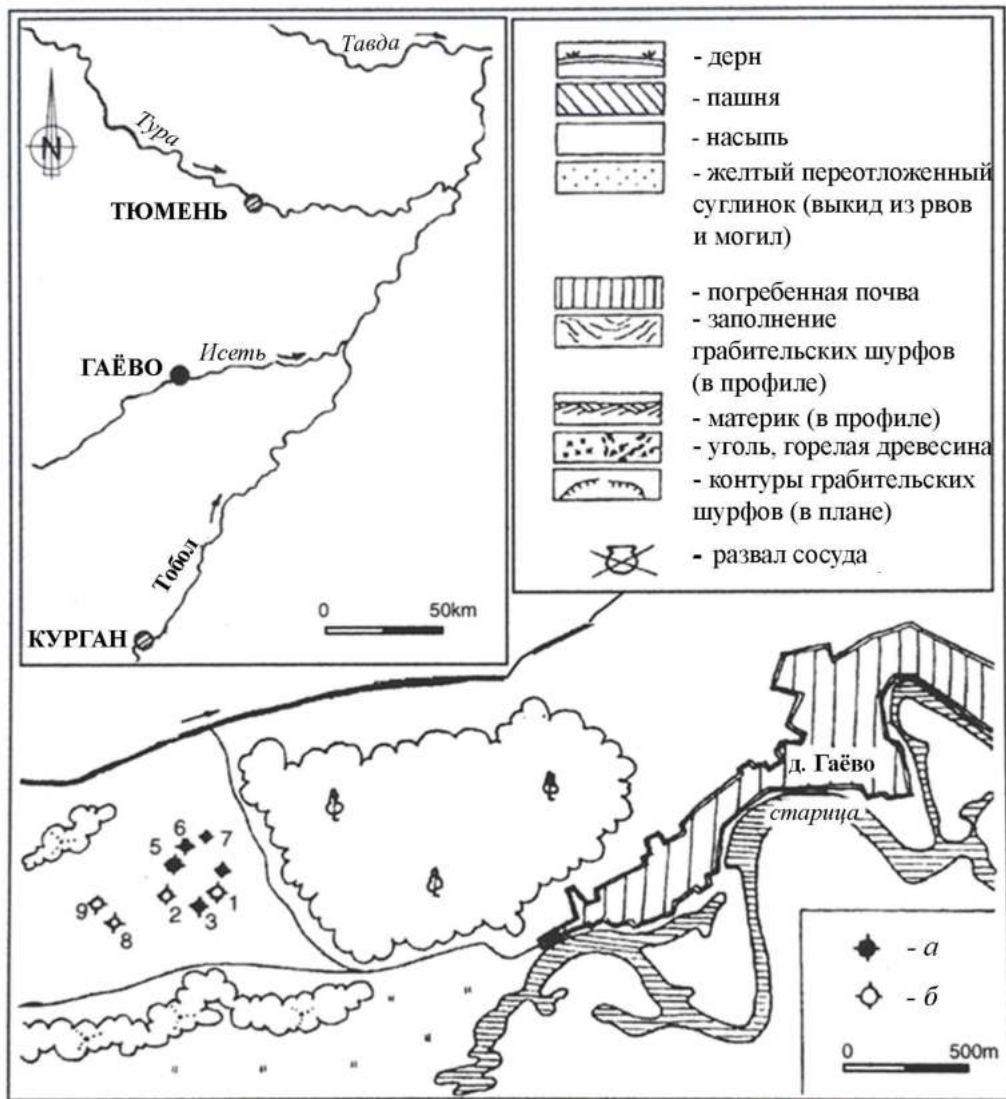 Тавда
Тура
N
ТЮМЕНЬ
Исеть
ГАЁВО
Тобол
КУРГАН
0 50km
- дерн
- пашня
- насыпь
- желтый переотложенный
суглинок (выкид из рвов
и могил)
- погребенная почва
- заполнение
грабительских шурфов
(в профиле)
- материк (в профиле)
- уголь, горелая древесина
- контуры грабительских
шурфов (в плане)
- развал сосуда
д. Гаёво
старица
6
7
5
1
2
3
9
8
- а
- б
0 500m